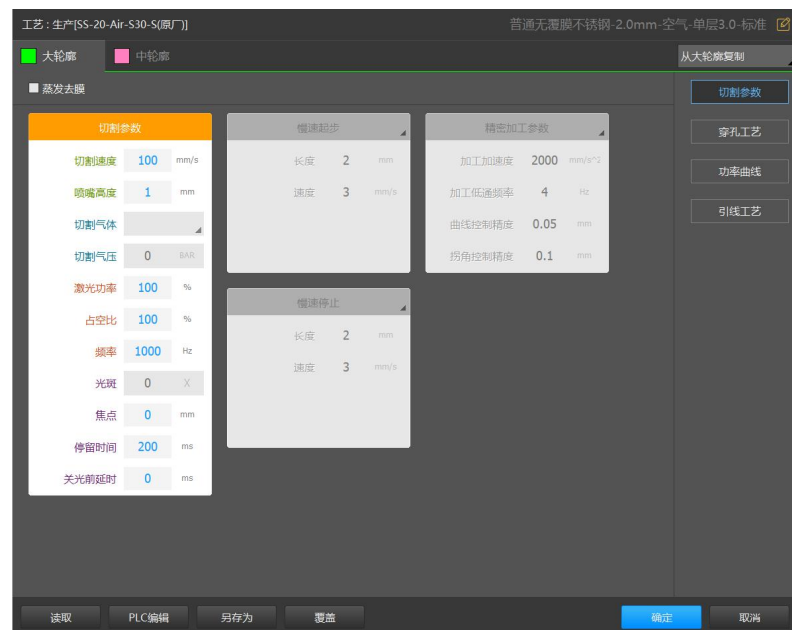 工艺 : 生产[SS-20-Air-S30-S(原厂)]
普通无覆膜不锈钢-2.0mm-空气-单层3.0-标准
大轮廓
中轮廓
从大轮廓复制
蒸发去膜
切割参数
切割速度 100 mm/s
喷嘴高度 1 mm
切割气体
切割气压 0 BAR
激光功率 100 %
占空比 100 %
频率 1000 Hz
光斑 0 X
焦点 0 mm
停留时间 200 ms
关光前延时 0 ms
慢速起步
长度 2 mm
速度 3 mm/s
慢速停止
长度 2 mm
速度 3 mm/s
精密加工参数
加工加速度 2000 mm/s^2
加工低通频率 4 Hz
曲线控制精度 0.05 mm
拐角控制精度 0.1 mm
切割参数
穿孔工艺
功率曲线
引线工艺
读取
PLC编辑
另存为
覆盖
确定
取消